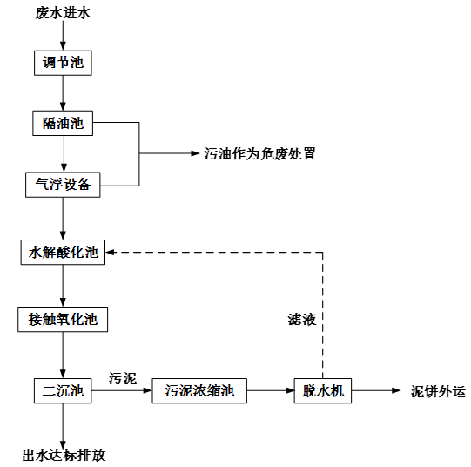 废水进水
调节池
隔油池
污油作为危废处置
气浮设备
水解酸化池
接触氧化池
滤液
污泥
二沉池
污泥浓缩池
脱水机
泥饼外运
出水达标排放